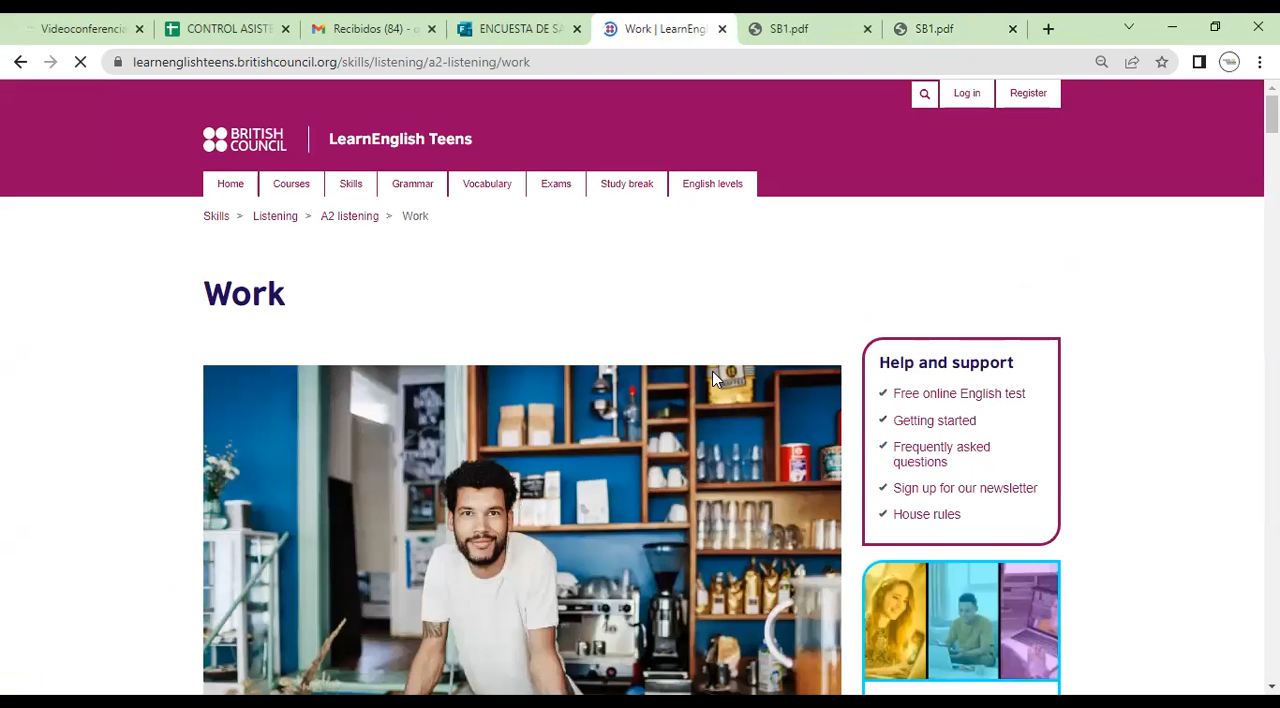 Videoconferencia
CONTROL ASISTE
Recibidos (84) -
ENCUESTA DE SA
Work | LearnEngli
SB1.pdf
SB1.pdf
learnenglishteens.britishcouncil.org/skills/listening/a2-listening/work
Log in
Register
BRITISH
COUNCIL
LearnEnglish Teens
Home
Courses
Skills
Grammar
Vocabulary
Exams
Study break
English levels
Skills > Listening > A2 listening > Work
Work
Help and support
Free online English test
Getting started
Frequently asked
questions
Sign up for our newsletter
House rules